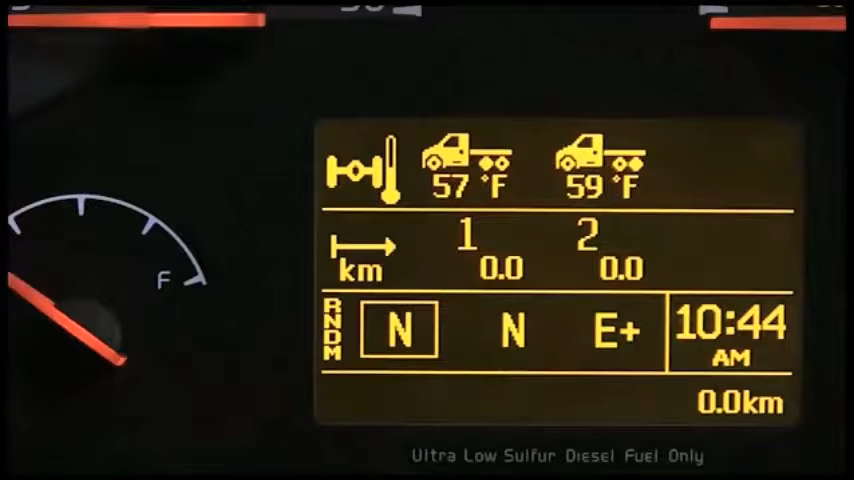 57 °F 59 °F
1 2
km 0.0 0.0
RNDM N N E+ 10:44
AM
0.0km
F
Ultra Low Sulfur Diesel Fuel Only